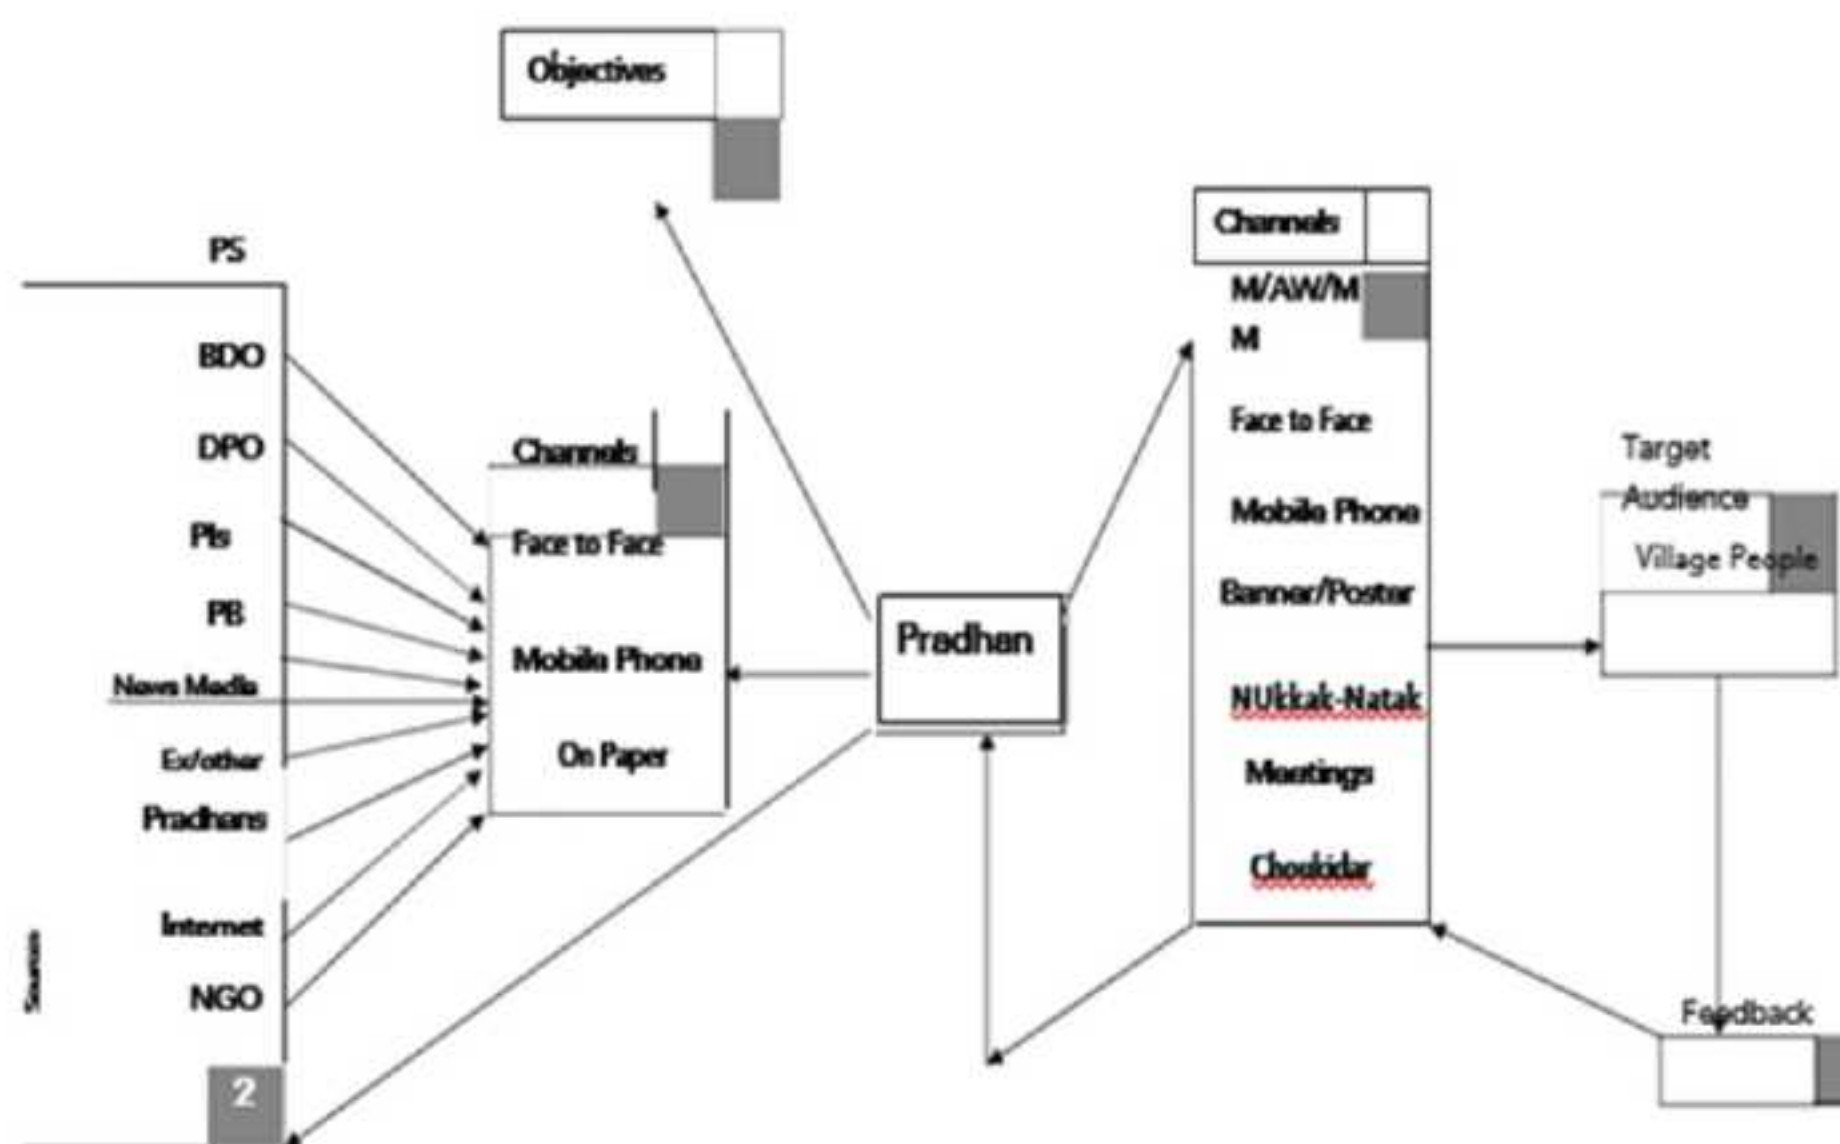 Objectives
PS
BDO
DPO
PIs
PB
News Media
Ex/other
Pradhans
Internet
NGO
Sources
2
Channels
Face to Face
Mobile Phone
On Paper
Pradhan
Channels
M/AW/M
M
Face to Face
Mobile Phone
Banner/Poster
NUkkak-Natak
Meetings
Choukidar
Target
Audience
Village People
Feedback